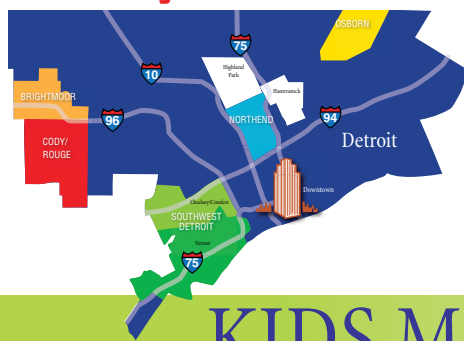 OSBORN
75
Highland
Park
10
BRIGHTMOOR
Hamtramck
96
NORTHEND
94
CODY/
ROUGE
Detroit
Downtown
Chadsey/Condon
SOUTHWEST
DETROIT
Vernor
75
KIDS M